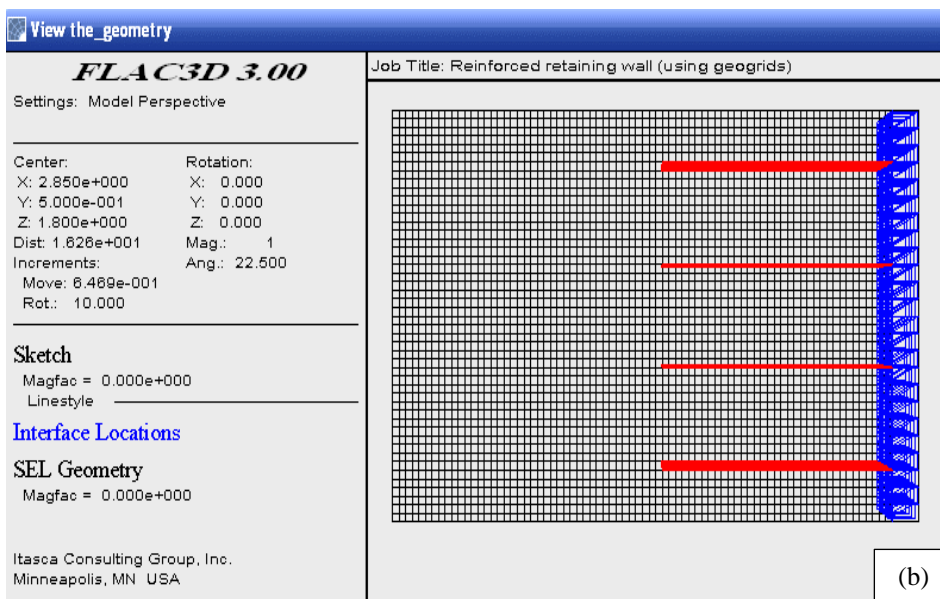 View the_geometry
FLAC3D 3.00
Settings: Model Perspective
Center: Rotation:
X: 2.850e+000 X: 0.000
Y: 5.000e-001 Y: 0.000
Z: 1.800e+000 Z: 0.000
Dist: 1.626e+001 Mag.: 1
Increments: Ang.: 22.500
Move: 6.469e-001
Rot.: 10.000
Sketch
Magfac = 0.000e+000
Linestyle
Interface Locations
SEL Geometry
Magfac = 0.000e+000
Itasca Consulting Group, Inc.
Minneapolis, MN USA
Job Title: Reinforced retaining wall (using geogrids)
(b)